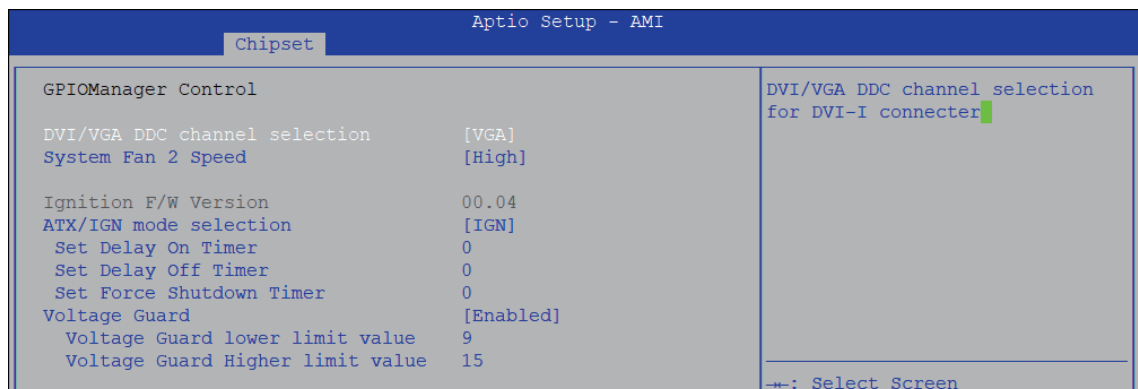 Aptio Setup - AMI
Chipset
GPIOManager Control
DVI/VGA DDC channel selection [VGA]
System Fan 2 Speed [High]
Ignition F/W Version 00.04
ATX/IGN mode selection [IGN]
Set Delay On Timer 0
Set Delay Off Timer 0
Set Force Shutdown Timer 0
Voltage Guard [Enabled]
Voltage Guard lower limit value 9
Voltage Guard Higher limit value 15
DVI/VGA DDC channel selection
for DVI-I connecter
→←: Select Screen